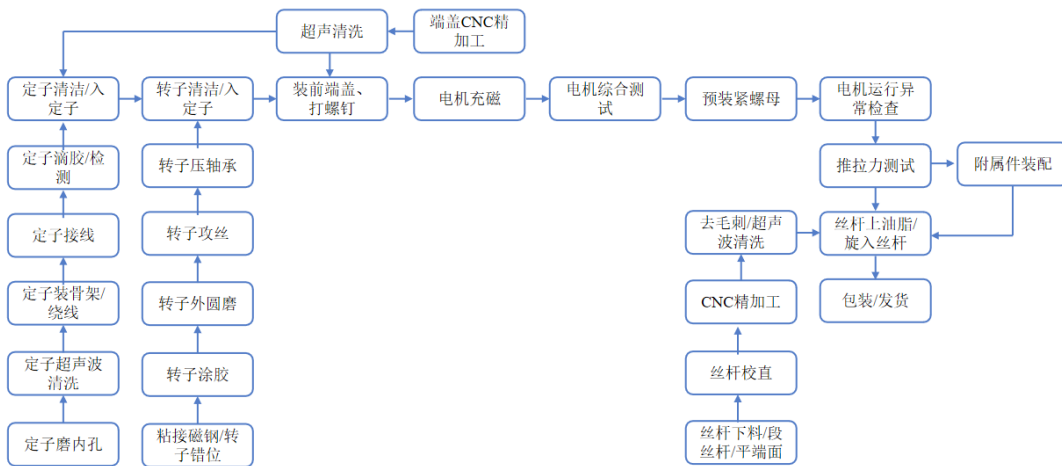 超声清洗
端盖CNC精
加工
定子清洁/入
定子
转子清洁/入
定子
装前端盖、
打螺钉
电机充磁
电机综合测
试
预装紧螺母
电机运行异
常检查
定子滴胶/检
测
转子压轴承
推拉力测试
附属件装配
定子接线
转子攻丝
去毛刺/超声
波清洗
丝杆上油脂/
旋入丝杆
定子装骨架/
绕线
转子外圆磨
CNC精加工
包装/发货
定子超声波
清洗
转子涂胶
丝杆校直
定子磨内孔
粘接磁钢/转
子错位
丝杆下料/段
丝杆/平端面